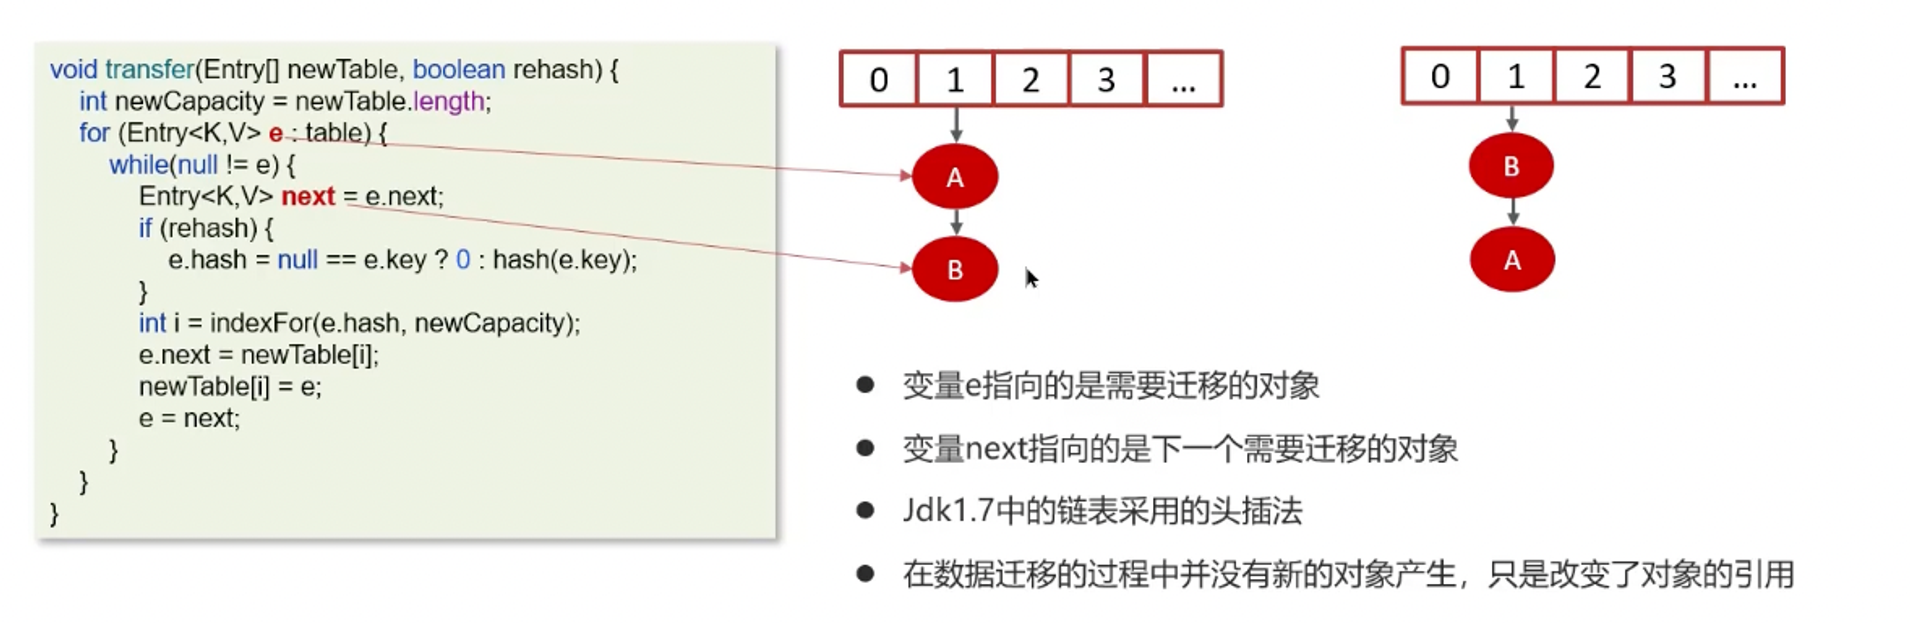 void transfer(Entry[] newTable, boolean rehash) {
int newCapacity = newTable.length;
for (Entry<K,V> e : table) {
while(null != e) {
Entry<K,V> next = e.next;
if (rehash) {
e.hash = null == e.key ? 0 : hash(e.key);
}
int i = indexFor(e.hash, newCapacity);
e.next = newTable[i];
newTable[i] = e;
e = next;
}
}
}
0 1 2 3 ...
A
B
0 1 2 3 ...
B
A
● 变量e指向的是需要迁移的对象
● 变量next指向的是下一个需要迁移的对象
● Jdk1.7中的链表采用的头插法
● 在数据迁移的过程中并没有新的对象产生，只是改变了对象的引用